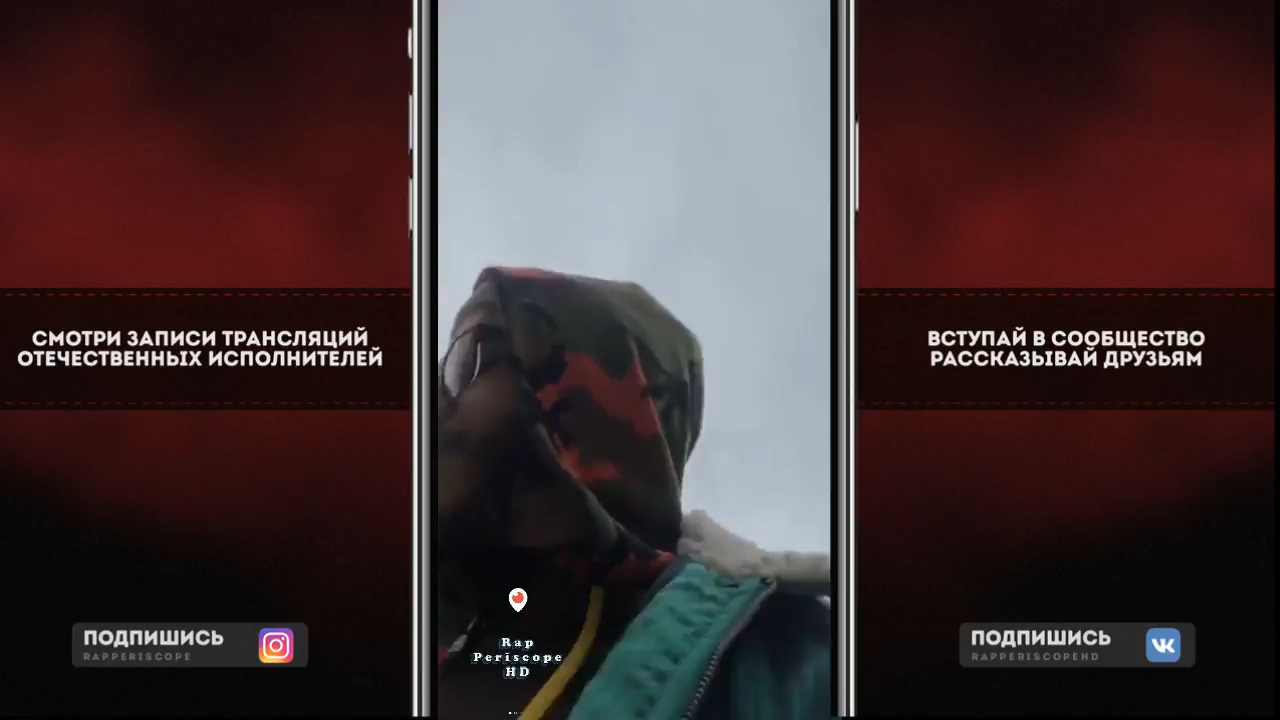 СМОТРИ ЗАПИСИ ТРАНСЛЯЦИЙ
ОТЕЧЕСТВЕННЫХ ИСПОЛНИТЕЛЕЙ
ПОДПИШИСЬ
RAPPERISCOPE
Rap
Periscope
HD
ВСТУПАЙ В СООБЩЕСТВО
РАССКАЗЫВАЙ ДРУЗЬЯМ
ПОДПИШИСЬ
RAPPERISCOPEHD